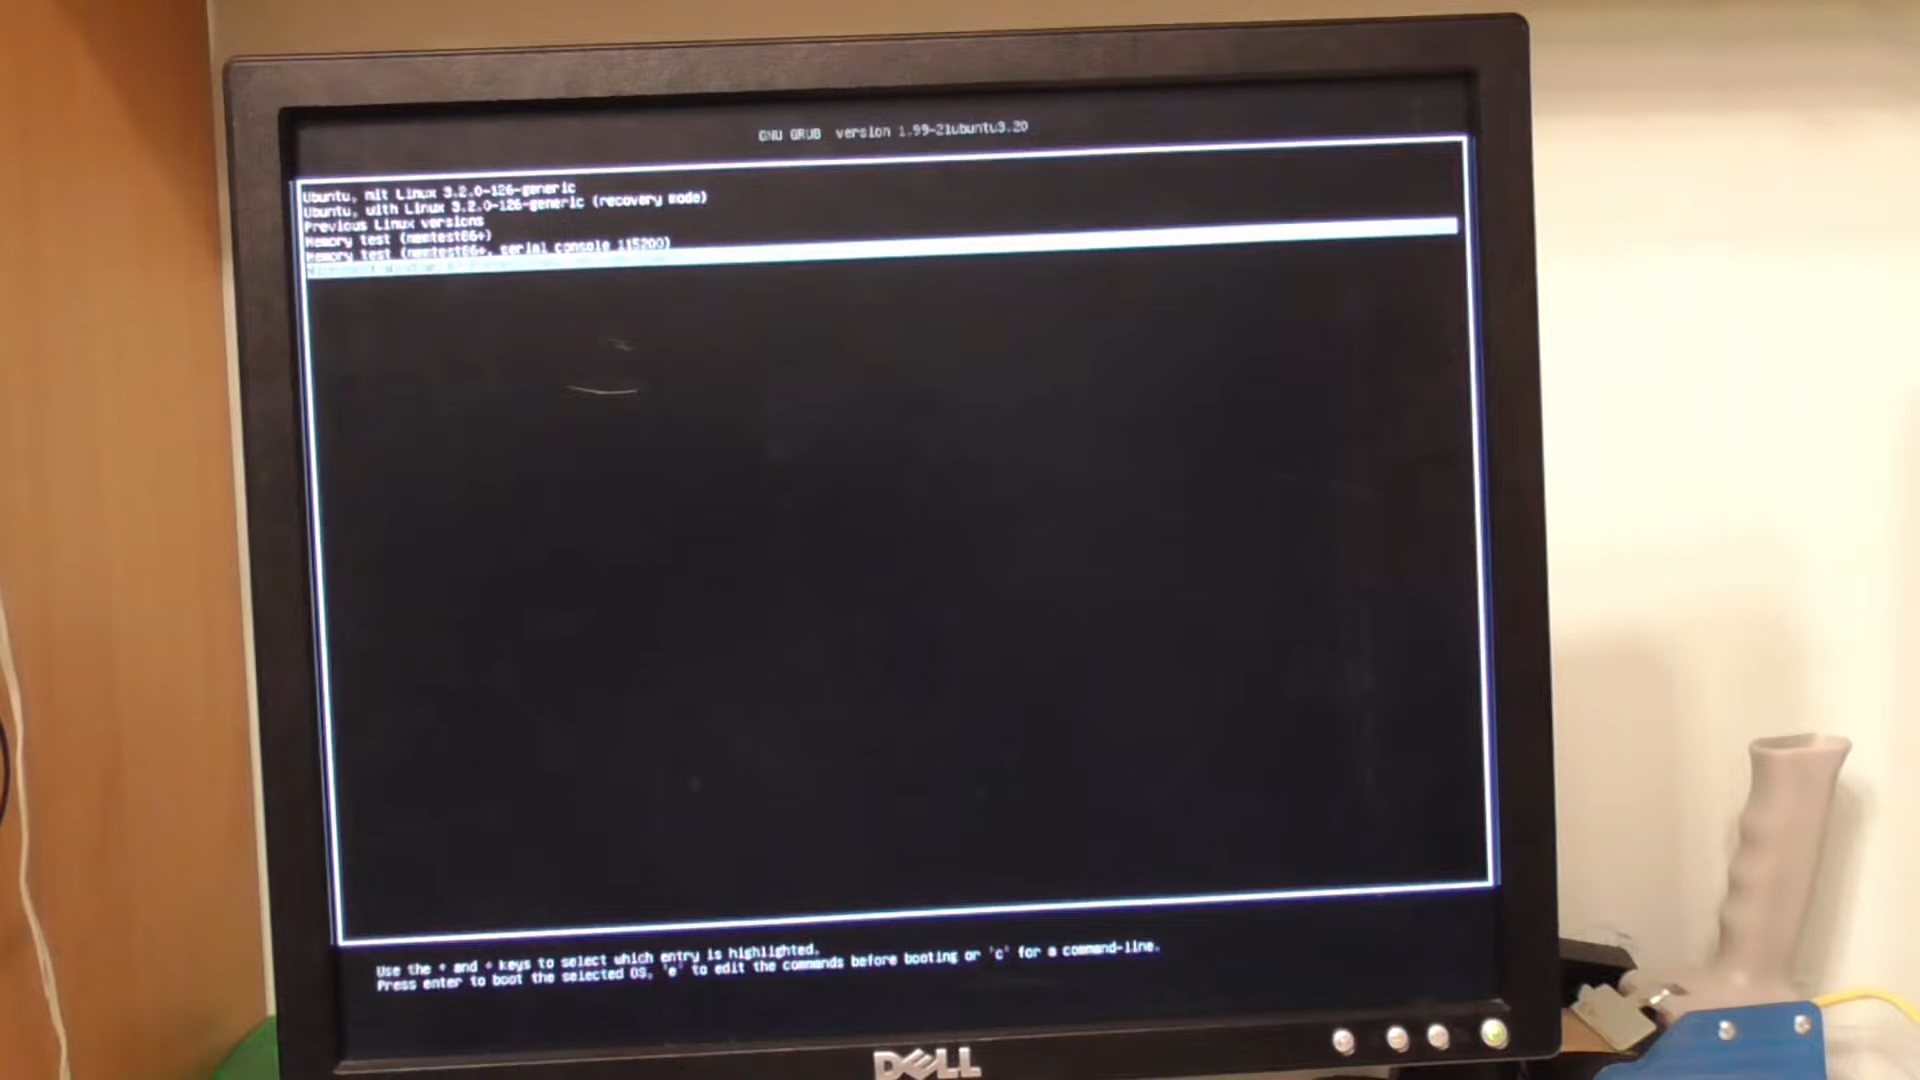 GNU GRUB version 1.99-21ubuntu3.20
Ubuntu, mit Linux 3.2.0-126-generic
Ubuntu, with Linux 3.2.0-126-generic (recovery mode)
Previous Linux versions
Memory test (memtest86+)
Memory test (memtest86+, serial console 115200)
Use the ↑ and ↓ keys to select which entry is highlighted.
Press enter to boot the selected OS, 'e' to edit the commands before booting or 'c' for a command-line.
DELL